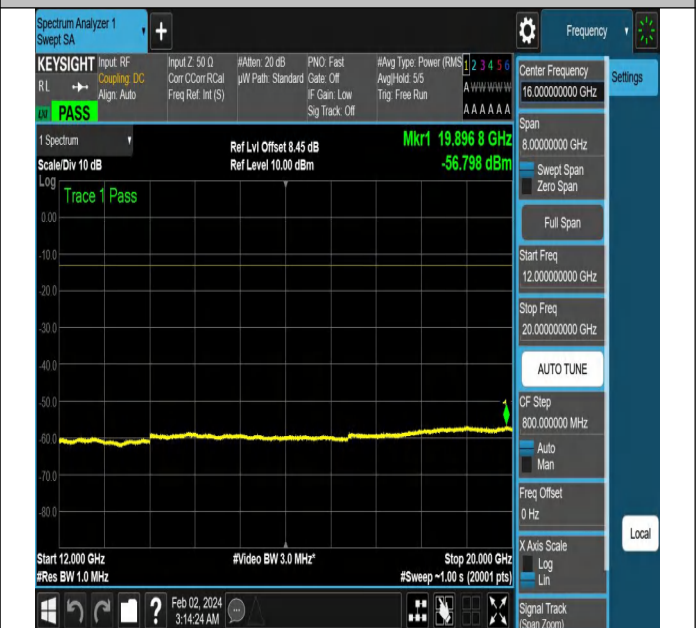 Spectrum Analyzer 1
Swept SA
+
Frequency
KEYSIGHT
RL
Input: RF
Coupling: DC
Align: Auto
Input Z: 50 Ω
Corr CCorr RCal
Freq Ref: Int (S)
#Atten: 20 dB
µW Path: Standard
PNO: Fast
Gate: Off
IF Gain: Low
Sig Track: Off
#Avg Type: Power (RMS
Avg|Hold: 5/5
Trig: Free Run
1 2 3 4 5 6
A W W W W W
A A A A A A
PASS
1 Spectrum
Scale/Div 10 dB
Ref Lvl Offset 8.45 dB
Ref Level 10.00 dBm
Mkr1 19.896 8 GHz
-56.798 dBm
Log
Trace 1 Pass
0.00
-10.0
-20.0
-30.0
-40.0
-50.0
-60.0
-70.0
-80.0
1
Start 12.000 GHz
#Res BW 1.0 MHz
#Video BW 3.0 MHz*
Stop 20.000 GHz
#Sweep ~1.00 s (20001 pts)
?
Feb 02, 2024
3:14:24 AM
Center Frequency
16.000000000 GHz
Settings
Span
8.00000000 GHz
Swept Span
Zero Span
Full Span
Start Freq
12.000000000 GHz
Stop Freq
20.000000000 GHz
AUTO TUNE
CF Step
800.000000 MHz
Auto
Man
Freq Offset
0 Hz
Local
X Axis Scale
Log
Lin
Signal Track
(Span Zoom)